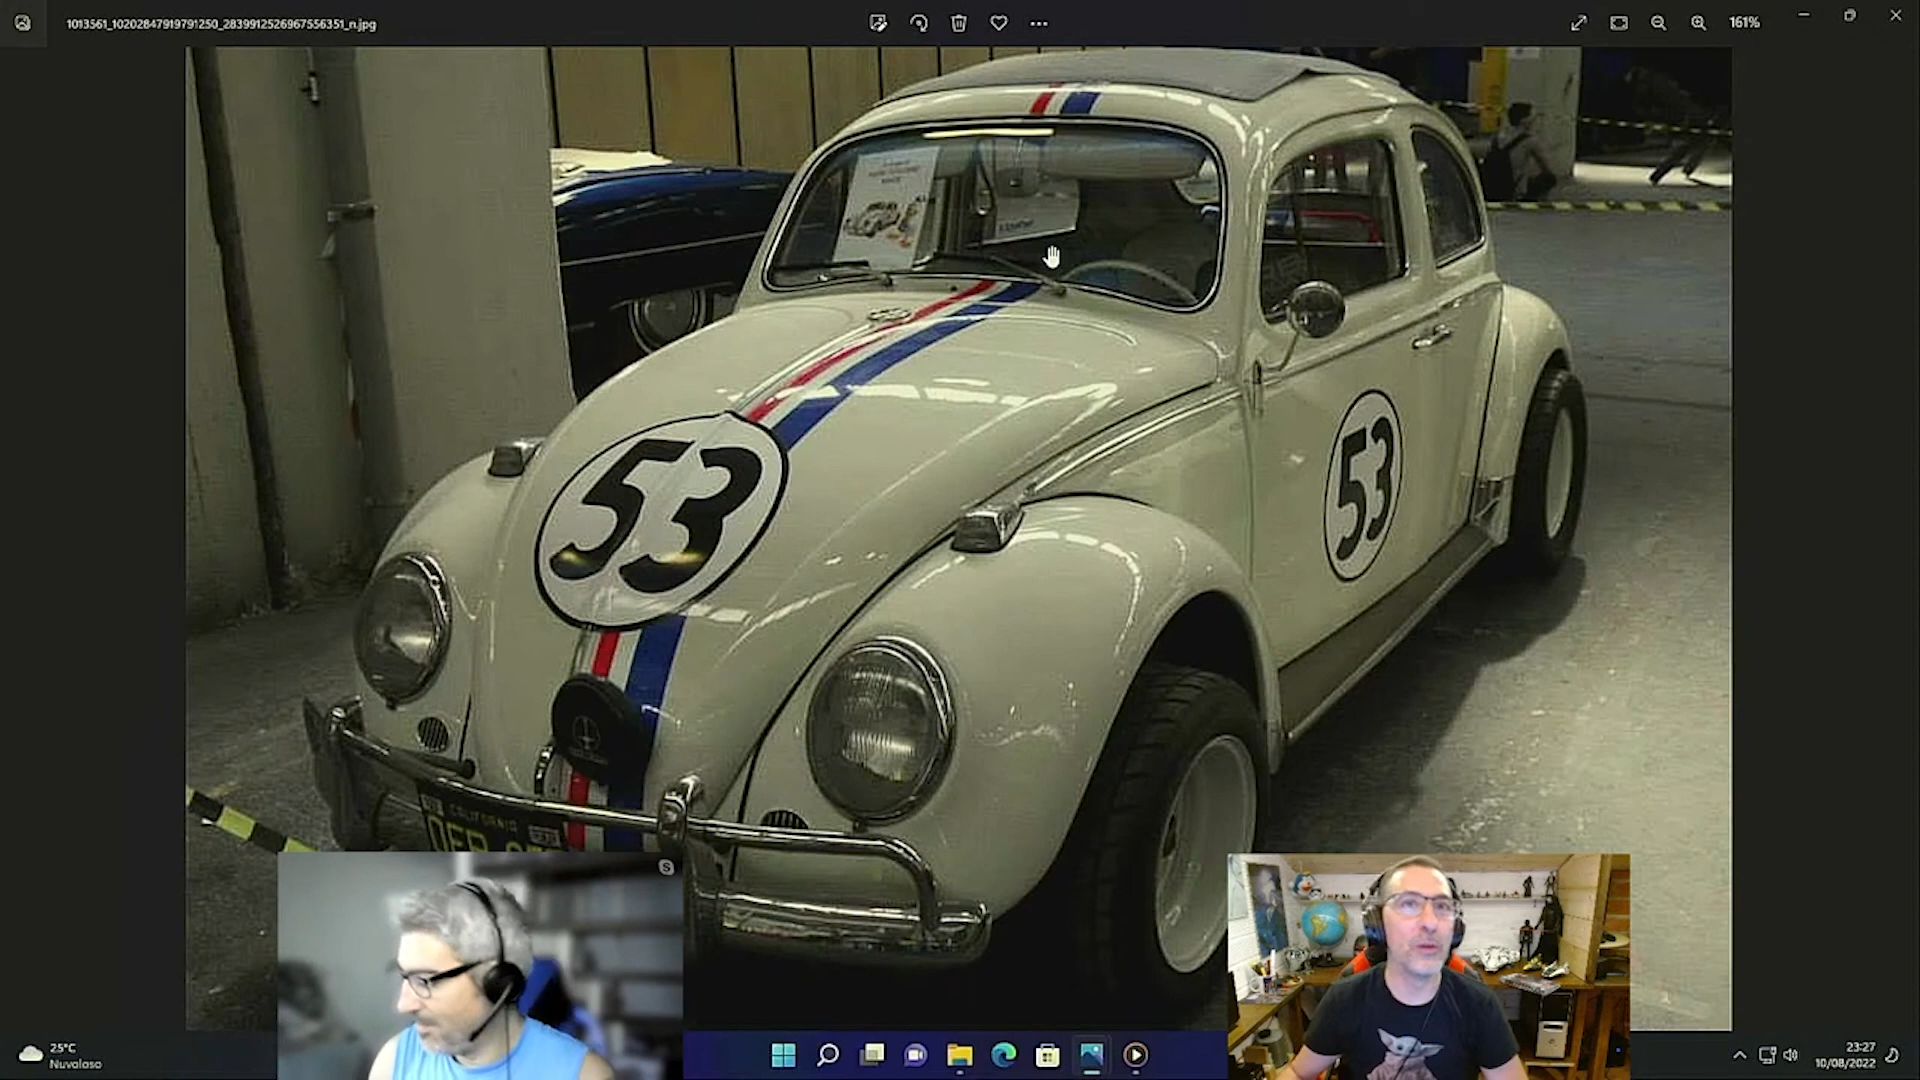 1013561_10202847919791250_2839912526967556351_n.jpg
161%
53
53
CALIFORNIA
25°C
Nuvoloso
23:27
10/08/2022